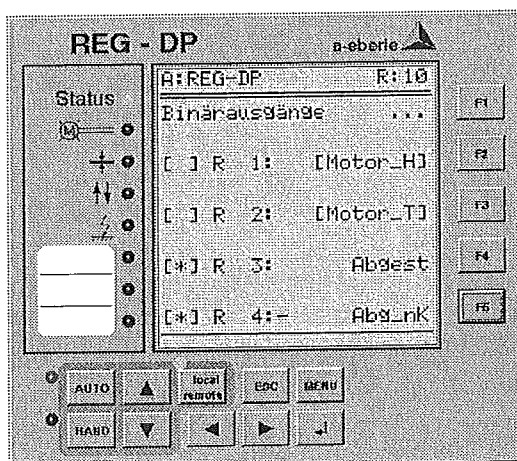 REG - DP
a-eberle
Status
M
A:REG-DP R:10
Binärausgänge ...
[ ] R 1: [Motor_H]
[ ] R 2: [Motor_T]
[*] R 3: Abgest
[*] R 4:- Abg_nK
F1
F2
F3
F4
F5
AUTO
local
remote
ESC
MENU
HAND